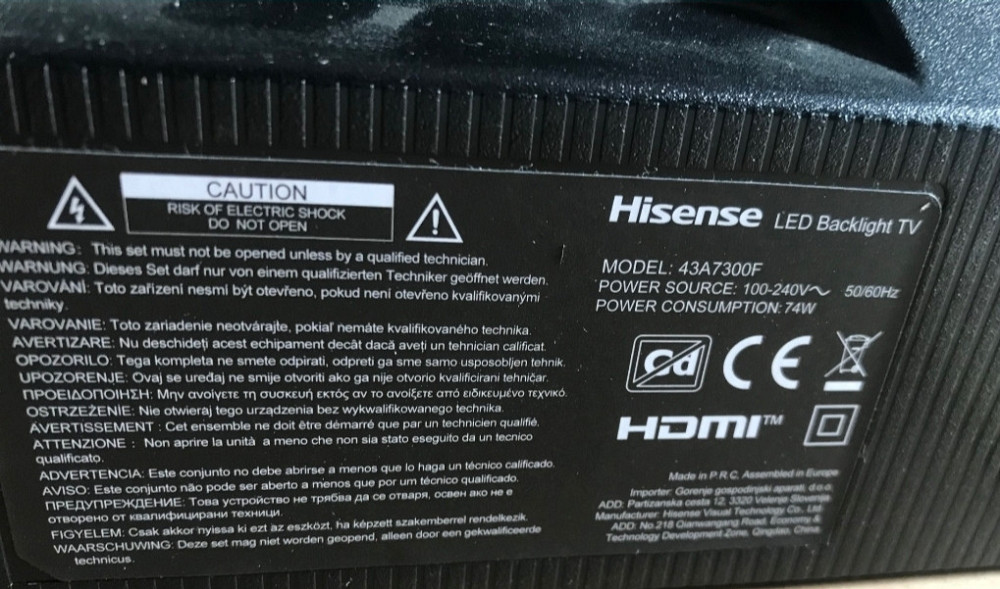 CAUTION
RISK OF ELECTRIC SHOCK
DO NOT OPEN
WARNING: This set must not be opened unless by a qualified technician.
WARNUNG: Dieses Set darf nur von einem qualifizierten Techniker geöffnet werden.
VAROVÁNÍ: Toto zařízení nesmí být otevřeno, pokud není otevřeno kvalifikovanými
techniky.
VAROVANIE: Toto zariadenie neotvárajte, pokiaľ nemáte kvalifikovaného technika.
AVERTIZARE: Nu deschideți acest echipament decât dacă aveți un tehnician calificat.
OPOZORILO: Tega kompleta ne smete odpirati, odpreti ga sme samo usposobljen tehnik.
UPOZORENJE: Ovaj se uređaj ne smije otvoriti ako ga nije otvorio kvalificirani tehničar.
ΠΡΟΕΙΔΟΠΟΙΗΣΗ: Μην ανοίγετε τη συσκευή εκτός αν το ανοίξετε από ειδικευμένο τεχνικό.
OSTRZEŻENIE: Nie otwieraj tego urządzenia bez wykwalifikowanego technika.
AVERTISSEMENT : Cet ensemble ne doit être démarré que par un technicien qualifié.
ATTENZIONE : Non aprire la unità a meno che non sia stato eseguito da un tecnico
qualificato.
ADVERTENCIA: Este conjunto no debe abrirse a menos que lo haga un técnico calificado.
AVISO: Este conjunto não pode ser aberto a menos que por um técnico qualificado.
ПРЕДУПРЕЖДЕНИЕ: Това устройство не трябва да се отваря, освен ако не е
отворено от квалифицирани техници.
FIGYELEM: Csak akkor nyissa ki ezt az eszközt, ha képzett szakemberrel rendelkezik.
WAARSCHUWING: Deze set mag niet worden geopend, alleen door een gekwalificeerde
technicus.
Hisense LED Backlight TV
MODEL: 43A7300F
POWER SOURCE: 100-240V~ 50/60Hz
POWER CONSUMPTION: 74W
Cd CE
HDMI™
Made in P.R.C, Assembled in Europe
Importer: Gorenje gospodinjski aparati, d.o.o.
ADD: Partizanska cesta 12, 3320 Velenje Slovenija
Manufacturer: Hisense Visual Technology Co., Ltd.
ADD: No.218 Qianwangang Road, Economy &
Technology Development Zone, Qingdao, China